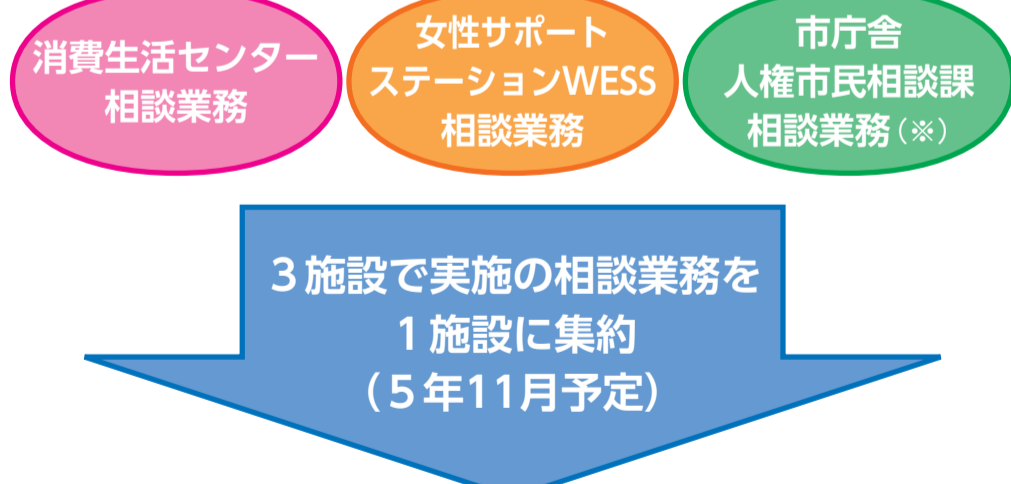 消費生活センター
相談業務
女性サポート
ステーションWESS
相談業務
市庁舎
人権市民相談課
相談業務(※)
3施設で実施の相談業務を
1施設に集約
(5年11月予定)